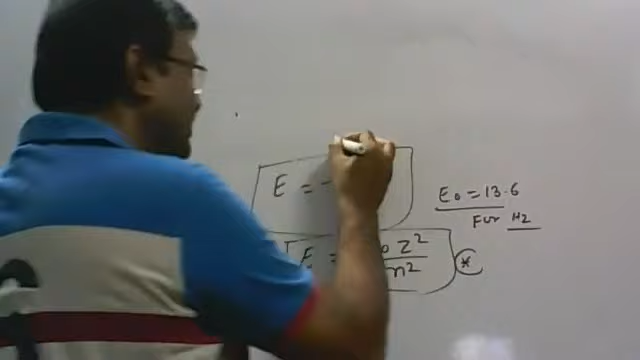 E = -
E₀ = 13.6
For H₂
E = Z²
n² *